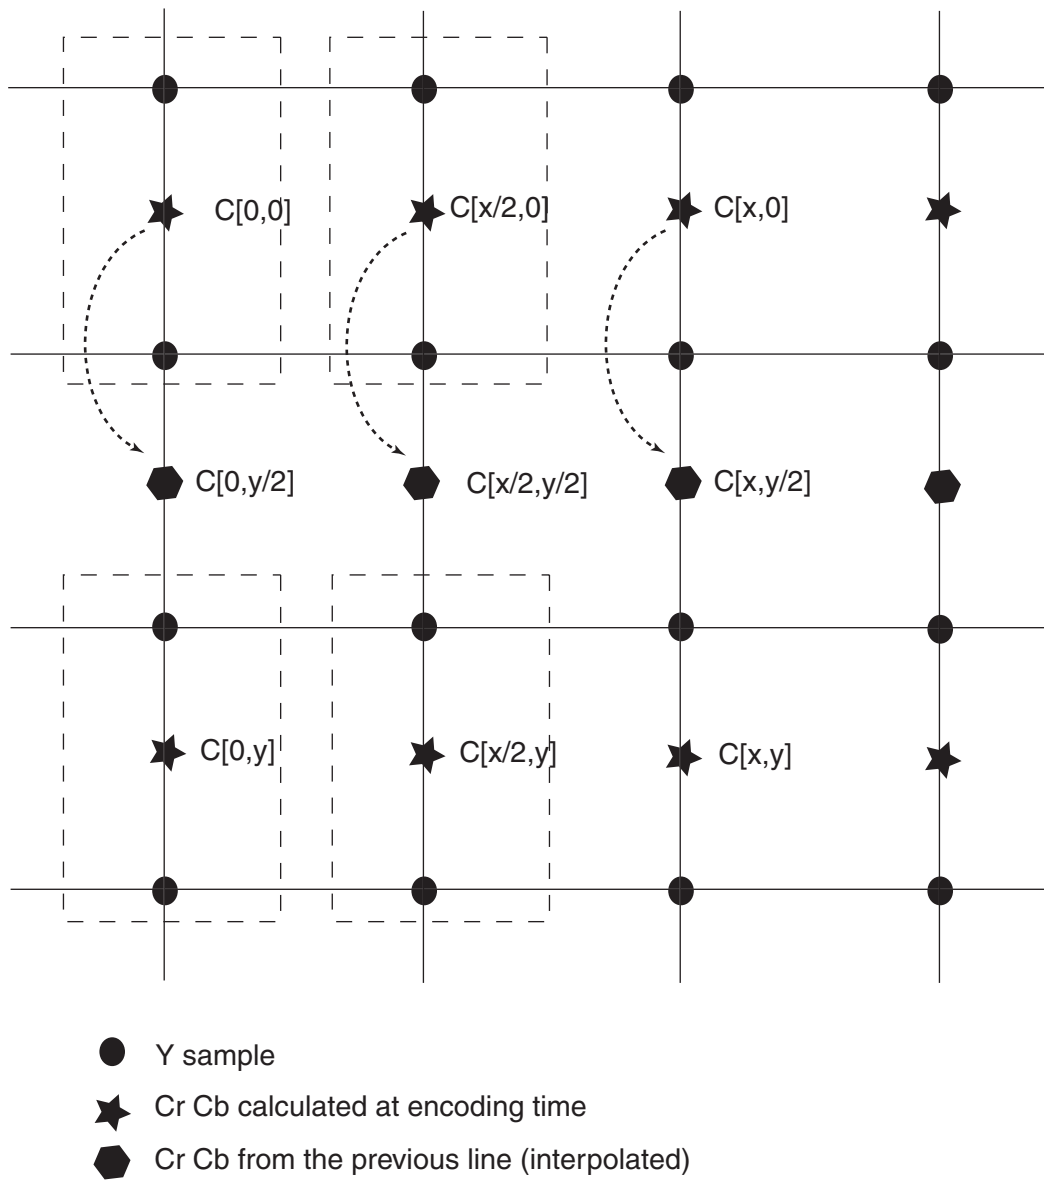 C[0,0] C[x/2,0] C[x,0]
C[0,y/2] C[x/2,y/2] C[x,y/2]
C[0,y] C[x/2,y] C[x,y]
Y sample
Cr Cb calculated at encoding time
Cr Cb from the previous line (interpolated)